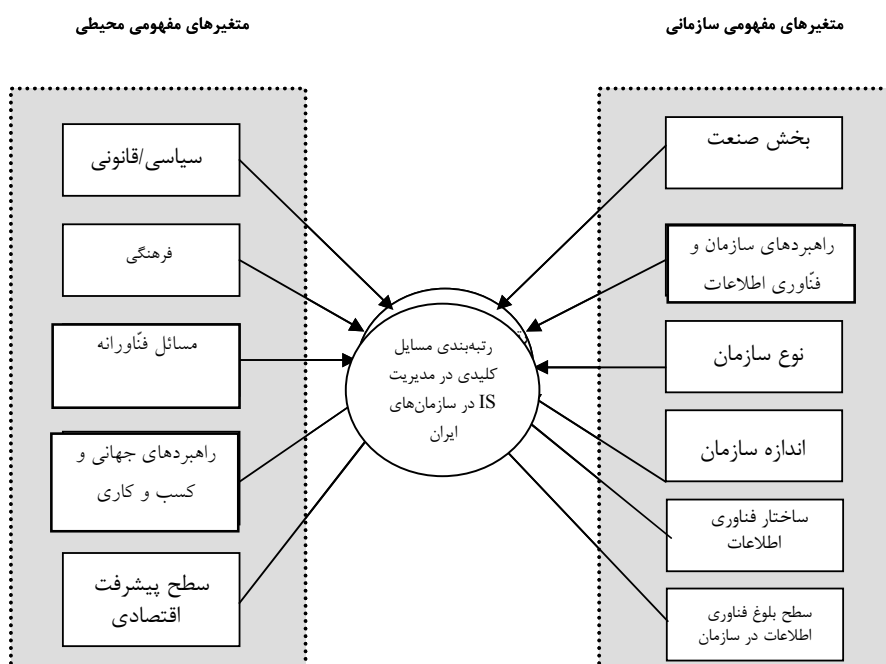 متغیرهای مفهومی سازمانی
بخش صنعت
راهبردهای سازمان و
فنّاوری اطلاعات
نوع سازمان
اندازه سازمان
ساختار فناوری
اطلاعات
سطح بلوغ فناوری
اطلاعات در سازمان
رتبه‌بندی مسایل
کلیدی در مدیریت
IS در سازمان‌های
ایران
متغیرهای مفهومی محیطی
سیاسی/قانونی
فرهنگی
مسائل فنّاورانه
راهبردهای جهانی و
کسب و کاری
سطح پیشرفت
اقتصادی